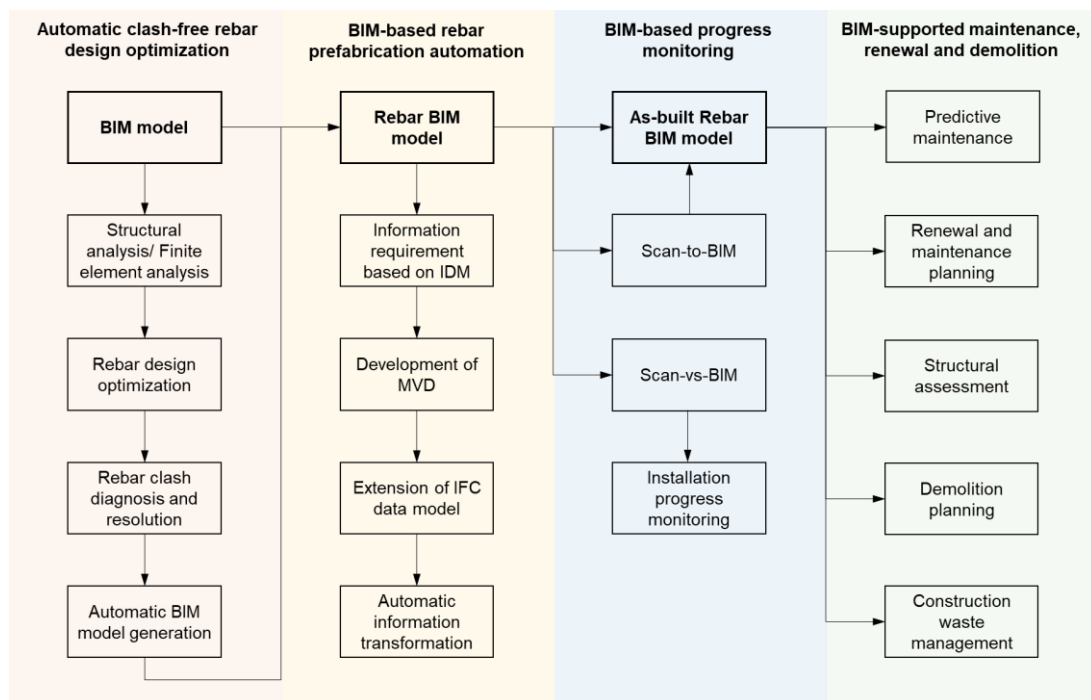 Automatic clash-free rebar
design optimization
BIM model
Structural
analysis/ Finite
element analysis
Rebar design
optimization
Rebar clash
diagnosis and
resolution
Automatic BIM
model generation
BIM-based rebar
prefabrication automation
Rebar BIM
model
Information
requirement
based on IDM
Development of
MVD
Extension of IFC
data model
Automatic
information
transformation
BIM-based progress
monitoring
As-built Rebar
BIM model
Scan-to-BIM
Scan-vs-BIM
Installation
progress
monitoring
BIM-supported maintenance,
renewal and demolition
Predictive
maintenance
Renewal and
maintenance
planning
Structural
assessment
Demolition
planning
Construction
waste
management